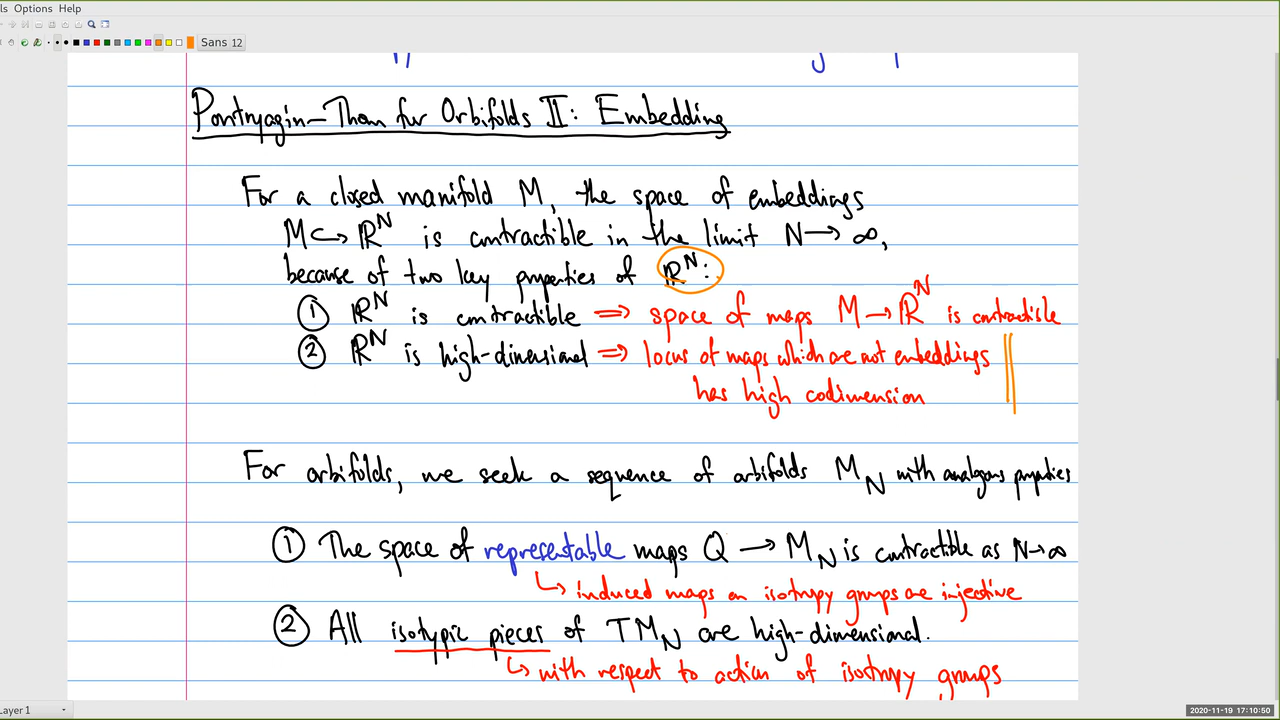 ls Options Help
Sans 12
Pontryagin–Thom for Orbifolds II: Embedding
For a closed manifold M, the space of embeddings
M ↪ ℝ^N is contractible in the limit N → ∞,
because of two key properties of ℝ^N:
① ℝ^N is contractible ⇒ space of maps M → ℝ^N is contractible
② ℝ^N is high-dimensional ⇒ locus of maps which are not embeddings
has high codimension
For orbifolds, we seek a sequence of orbifolds M_N with analogous properties
① The space of representable maps Q → M_N is contractible as N → ∞
↳ induced maps on isotropy groups are injective
② All isotypic pieces of TM_N are high-dimensional.
↳ with respect to action of isotropy groups
Layer 1
2020-11-19 17:10:50